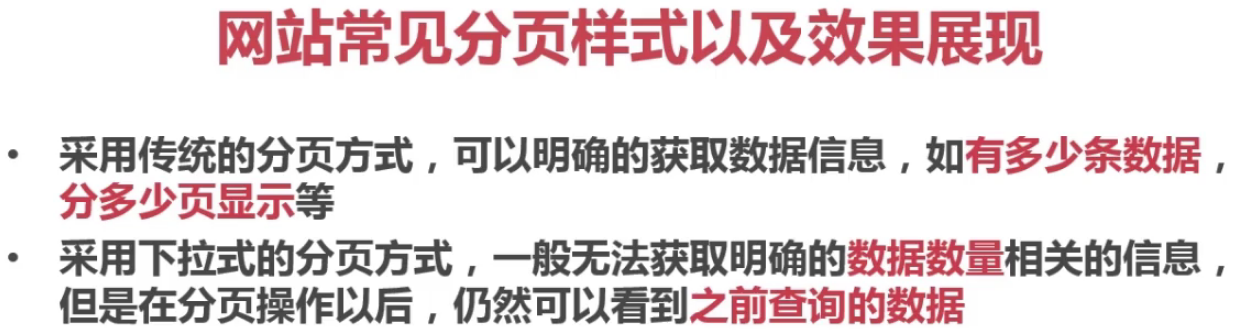 网站常见分页样式以及效果展现
• 采用传统的分页方式，可以明确的获取数据信息，如有多少条数据，
分多少页显示等
• 采用下拉式的分页方式，一般无法获取明确的数据数量相关的信息，
但是在分页操作以后，仍然可以看到之前查询的数据